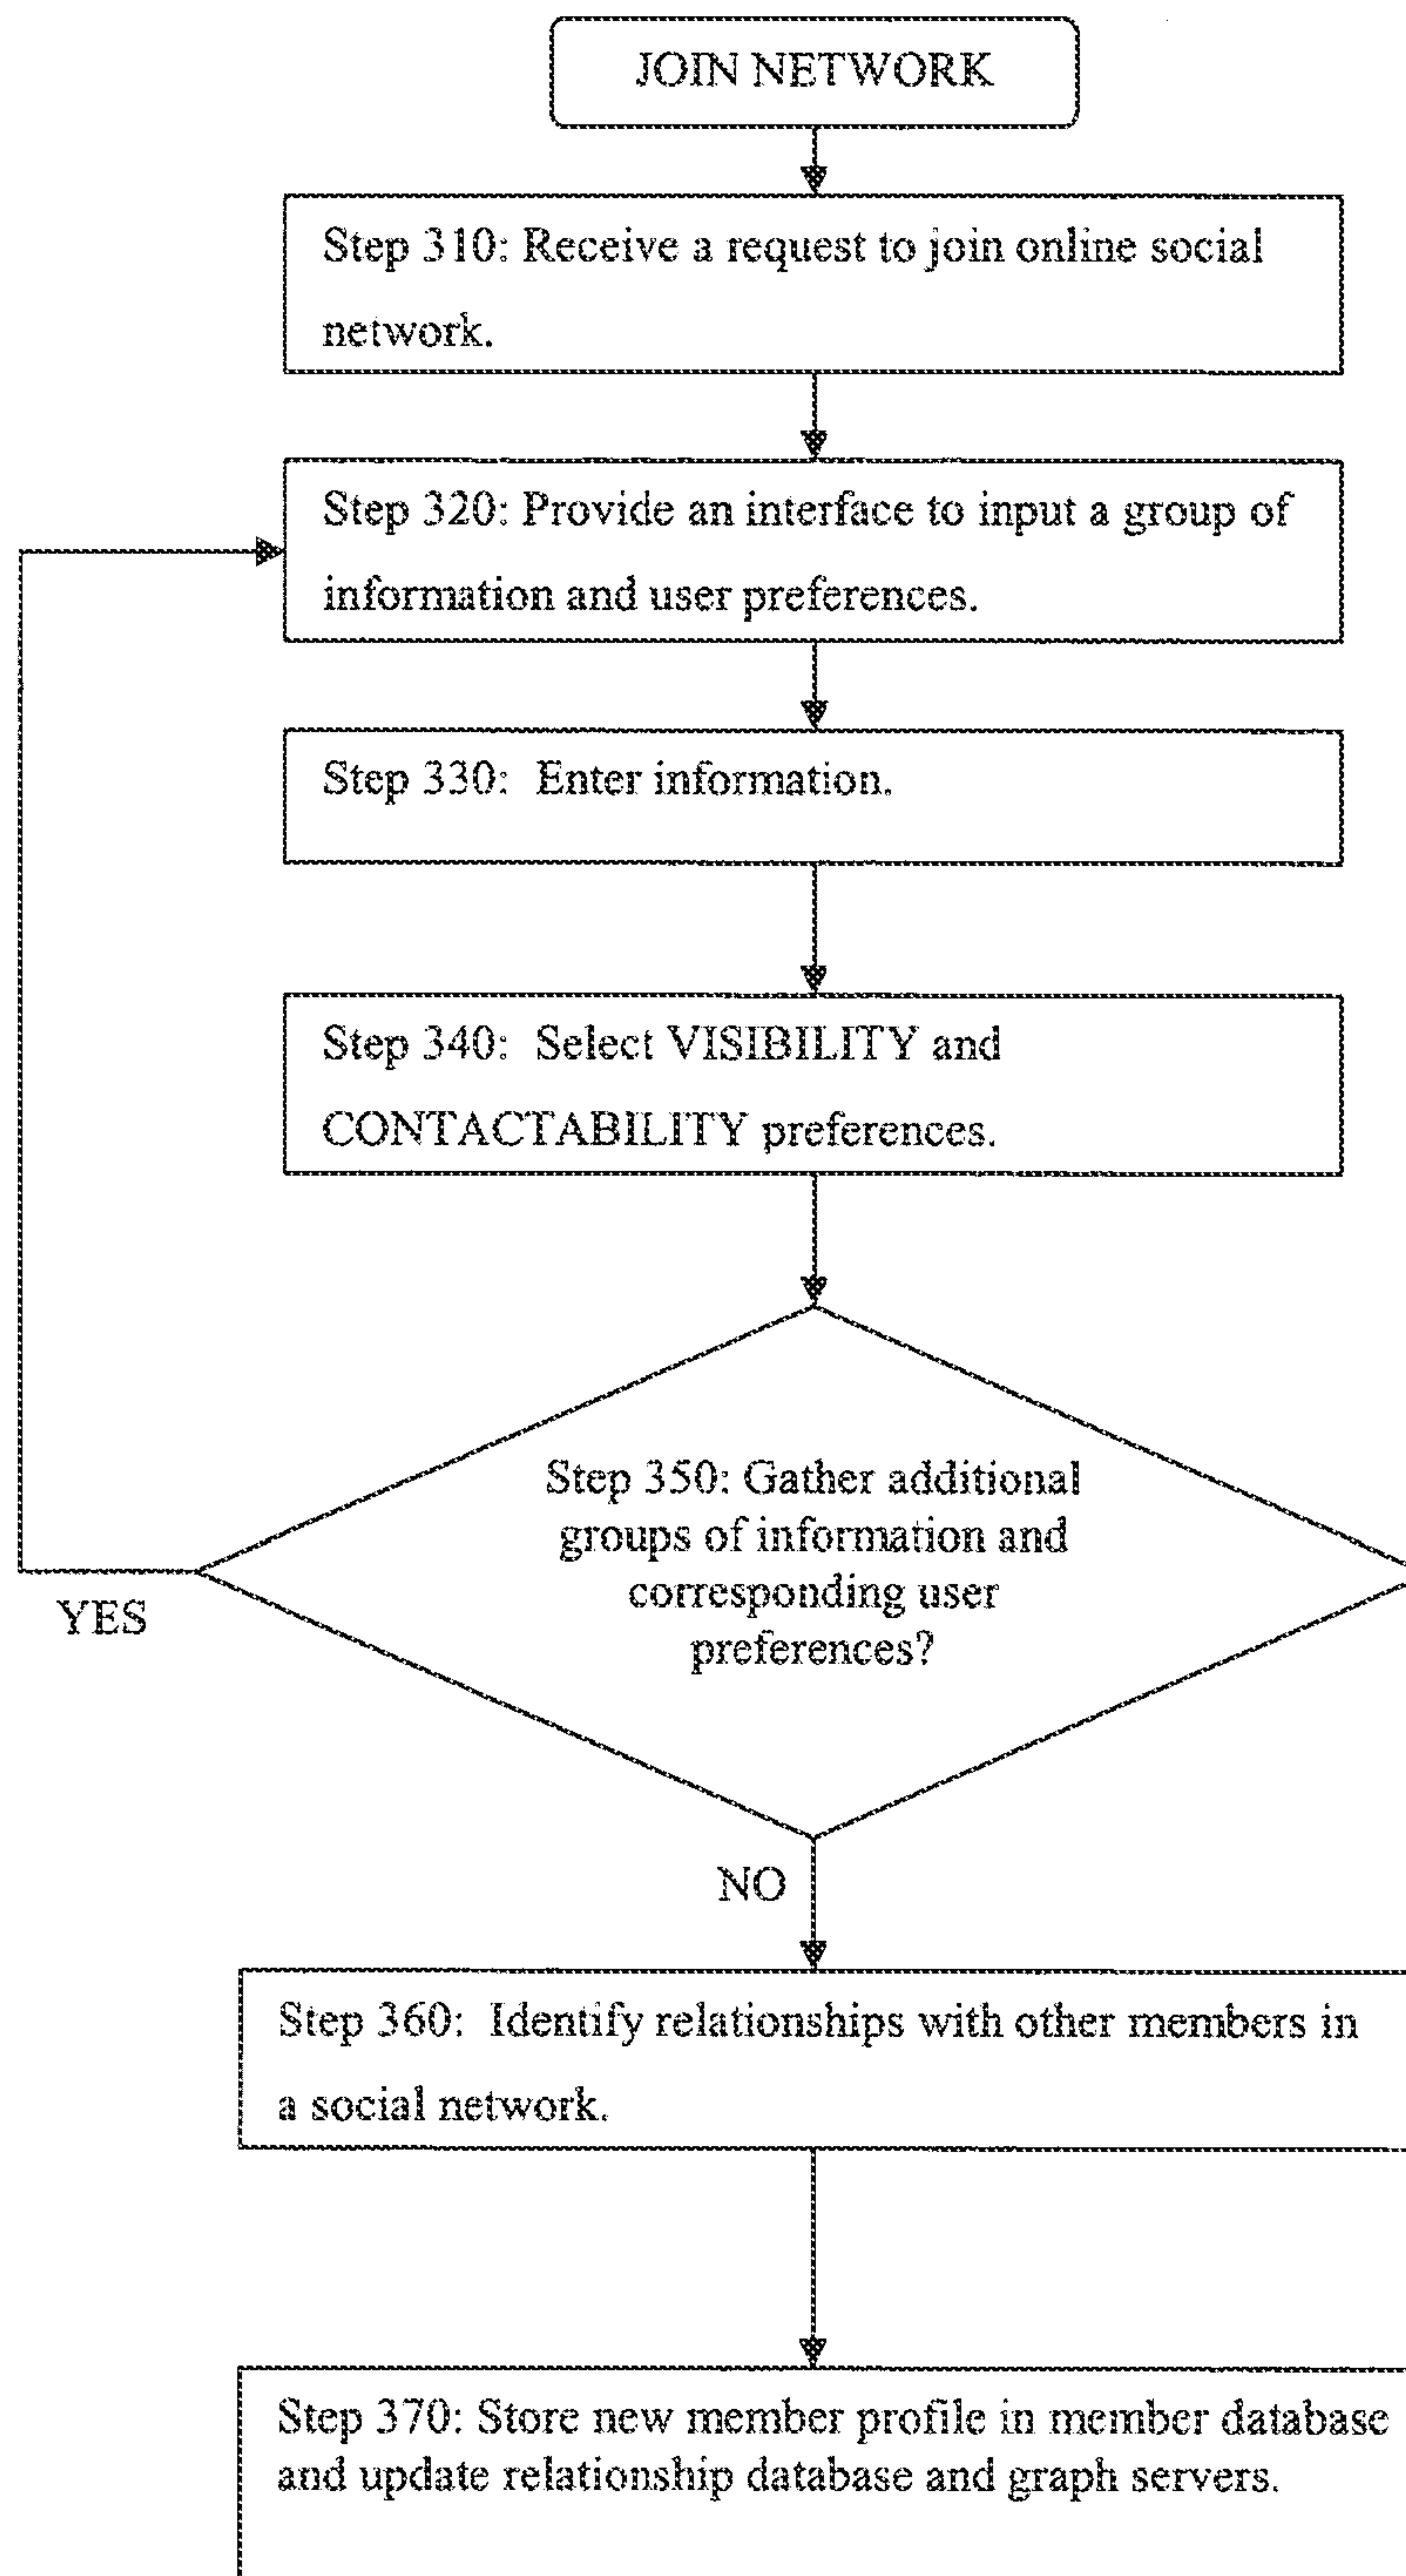 JOIN NETWORK
Step 310: Receive a request to join online social
network.
Step 320: Provide an interface to input a group of
information and user preferences.
Step 330: Enter information.
Step 340: Select VISIBILITY and
CONTACTABILITY preferences.
Step 350: Gather additional
groups of information and
corresponding user
preferences?
YES
NO
Step 360: Identify relationships with other members in
a social network.
Step 370: Store new member profile in member database
and update relationship database and graph servers.